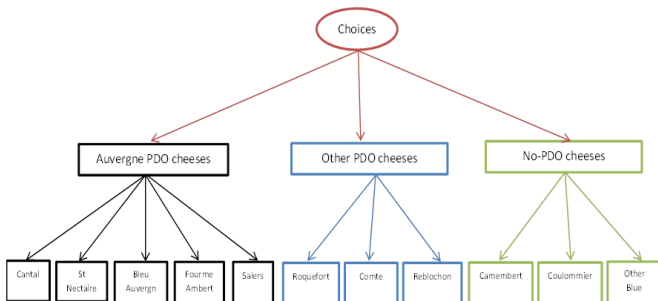 Choices
Auvergne PDO cheeses
Other PDO cheeses
No-PDO cheeses
Cantal
St
Nectaire
Bleu
Auvergn
Fourme
Ambert
Salers
Roquefort
Comte
Reblochon
Camembert
Coulommier
Other
Blue